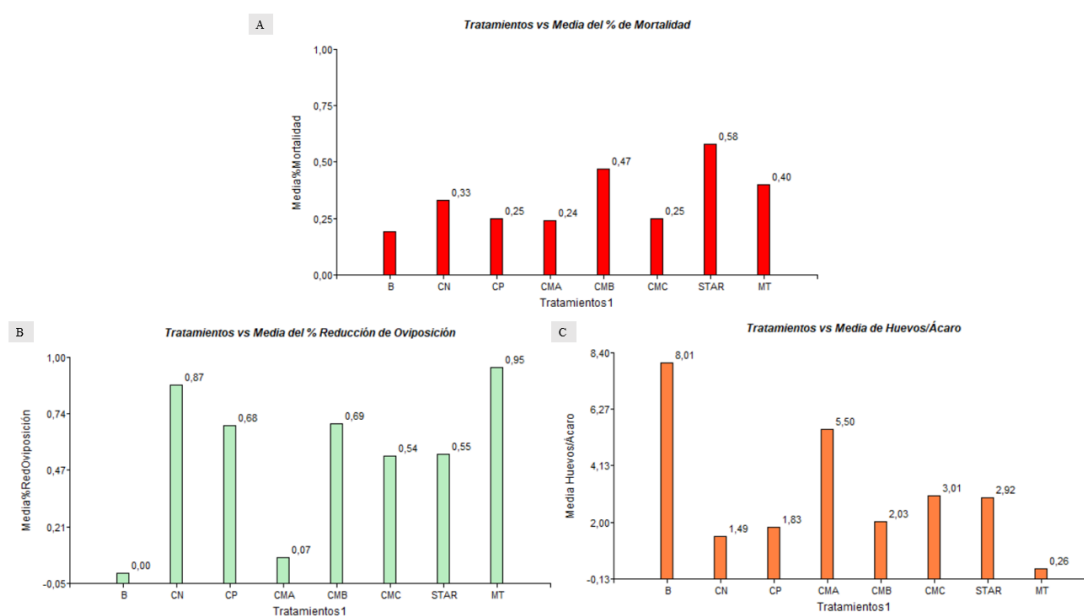 A
Tratamientos vs Media del % de Mortalidad
1,00
0,75
0,50
0,25
0,00
Media%Mortalidad
0,33
0,25
0,24
0,47
0,25
0,58
0,40
B CN CP CMA CMB CMC STAR MT
Tratamientos1
B
Tratamientos vs Media del % Reducción de Oviposición
1,00
0,74
0,47
0,21
-0,05
Media%RedOviposición
0,00
0,87
0,68
0,07
0,69
0,54
0,55
0,95
B CN CP CMA CMB CMC STAR MT
Tratamientos1
C
Tratamientos vs Media de Huevos/Ácaro
8,40
6,27
4,13
2,00
-0,13
Media Huevos/Ácaro
8,01
1,49
1,83
5,50
2,03
3,01
2,92
0,26
B CN CP CMA CMB CMC STAR MT
Tratamientos1